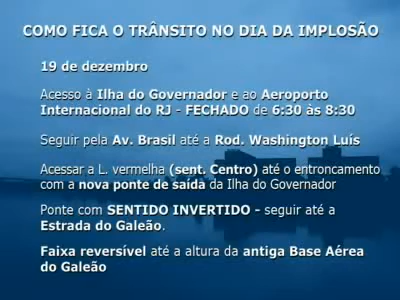 COMO FICA O TRÂNSITO NO DIA DA IMPLOSÃO
19 de dezembro
Acesso à Ilha do Governador e ao Aeroporto
Internacional do RJ - FECHADO de 6:30 às 8:30
Seguir pela Av. Brasil até a Rod. Washington Luís
Acessar a L. vermelha (sent. Centro) até o entroncamento
com a nova ponte de saída da Ilha do Governador
Ponte com SENTIDO INVERTIDO - seguir até a
Estrada do Galeão.
Faixa reversível até a altura da antiga Base Aérea
do Galeão